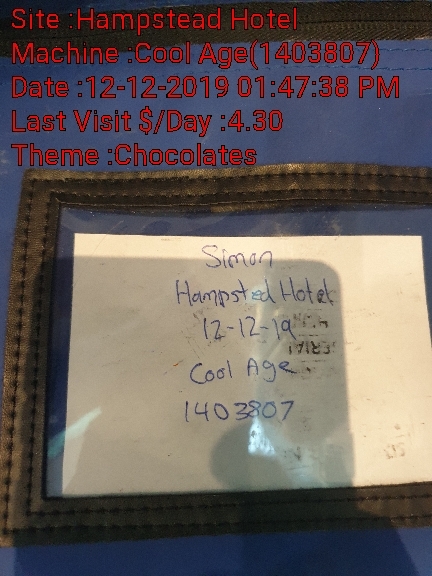 Site :Hampstead Hotel
Machine :Cool Age(1403807)
Date :12-12-2019 01:47:38 PM
Last Visit $/Day :4.30
Theme :Chocolates
Simon
Hampsted Hotel
12-12-19
Cool Age
1403807